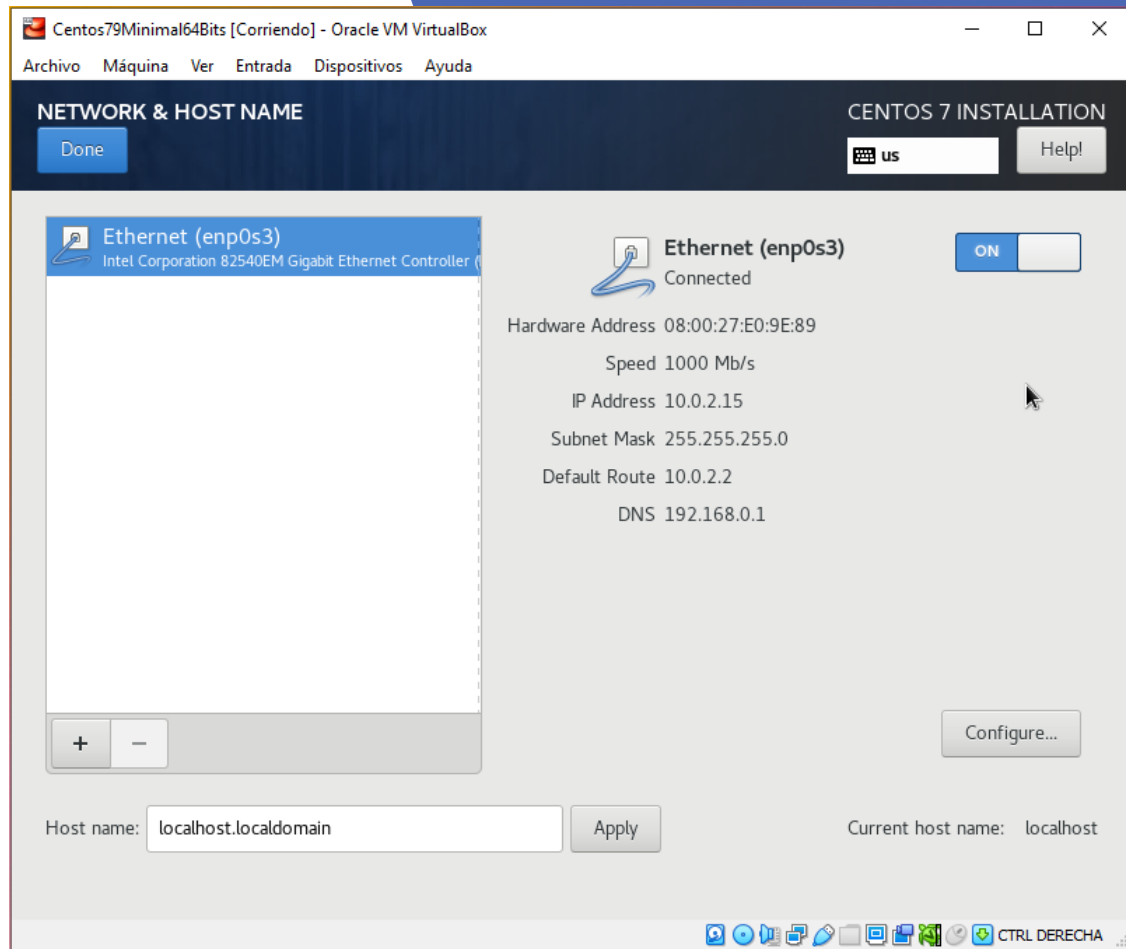 Centos79Minimal64Bits [Corriendo] - Oracle VM VirtualBox
Archivo Máquina Ver Entrada Dispositivos Ayuda
NETWORK & HOST NAME
CENTOS 7 INSTALLATION
Done
us
Help!
Ethernet (enp0s3)
Intel Corporation 82540EM Gigabit Ethernet Controller (
Ethernet (enp0s3)
Connected
ON
Hardware Address 08:00:27:E0:9E:89
Speed 1000 Mb/s
IP Address 10.0.2.15
Subnet Mask 255.255.255.0
Default Route 10.0.2.2
DNS 192.168.0.1
+ −
Configure...
Host name: localhost.localdomain Apply Current host name: localhost
CTRL DERECHA